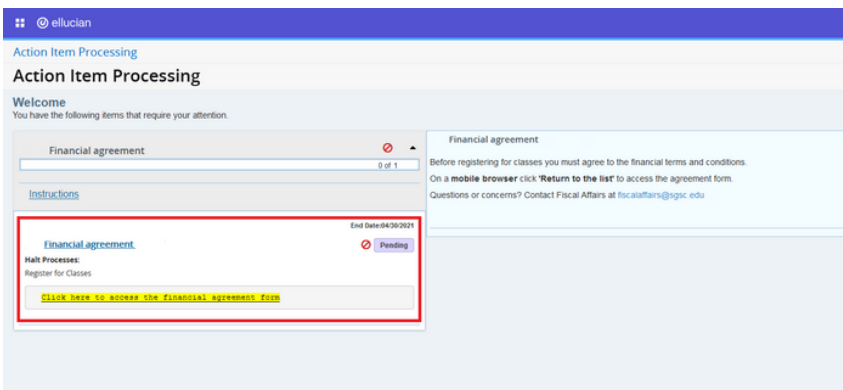 ellucian
Action Item Processing
Action Item Processing
Welcome
You have the following items that require your attention.
Financial agreement
0 of 1
Instructions
End Date:04/30/2021
Financial agreement
Pending
Halt Processes:
Register for Classes
Click here to access the financial agreement form
Financial agreement
Before registering for classes you must agree to the financial terms and conditions.
On a mobile browser click 'Return to the list' to access the agreement form.
Questions or concerns? Contact Fiscal Affairs at fiscalaffairs@sgsc.edu